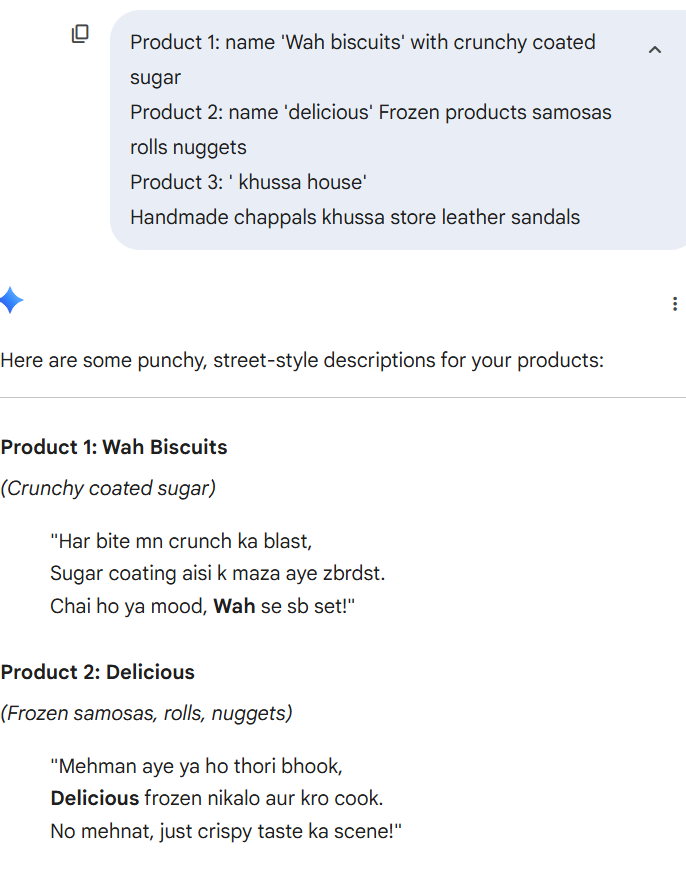 Product 1: name 'Wah biscuits' with crunchy coated
sugar
Product 2: name 'delicious' Frozen products samosas
rolls nuggets
Product 3: ' khussa house'
Handmade chappals khussa store leather sandals
Here are some punchy, street-style descriptions for your products:
Product 1: Wah Biscuits
(Crunchy coated sugar)
"Har bite mn crunch ka blast,
Sugar coating aisi k maza aye zbrdst.
Chai ho ya mood, Wah se sb set!"
Product 2: Delicious
(Frozen samosas, rolls, nuggets)
"Mehman aye ya ho thori bhook,
Delicious frozen nikalo aur kro cook.
No mehnat, just crispy taste ka scene!"